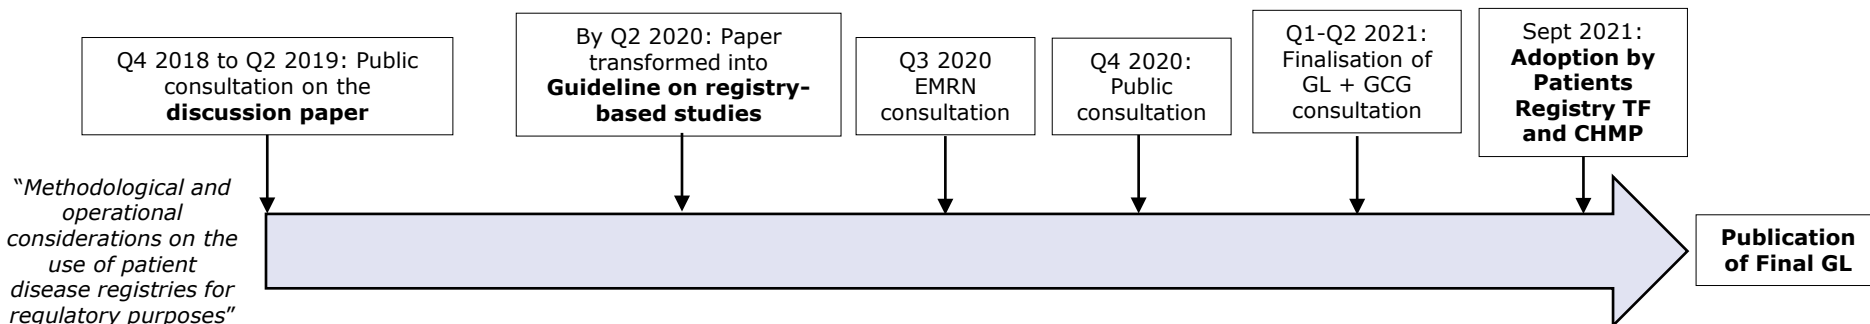 Q4 2018 to Q2 2019: Public
consultation on the
discussion paper
By Q2 2020: Paper
transformed into
Guideline on registry-
based studies
Q3 2020
EMRN
consultation
Q4 2020:
Public
consultation
Q1-Q2 2021:
Finalisation of
GL + GCG
consultation
Sept 2021:
Adoption by
Patients
Registry TF
and CHMP
"Methodological and
operational
considerations on the
use of patient
disease registries for
regulatory purposes"
Publication
of Final GL